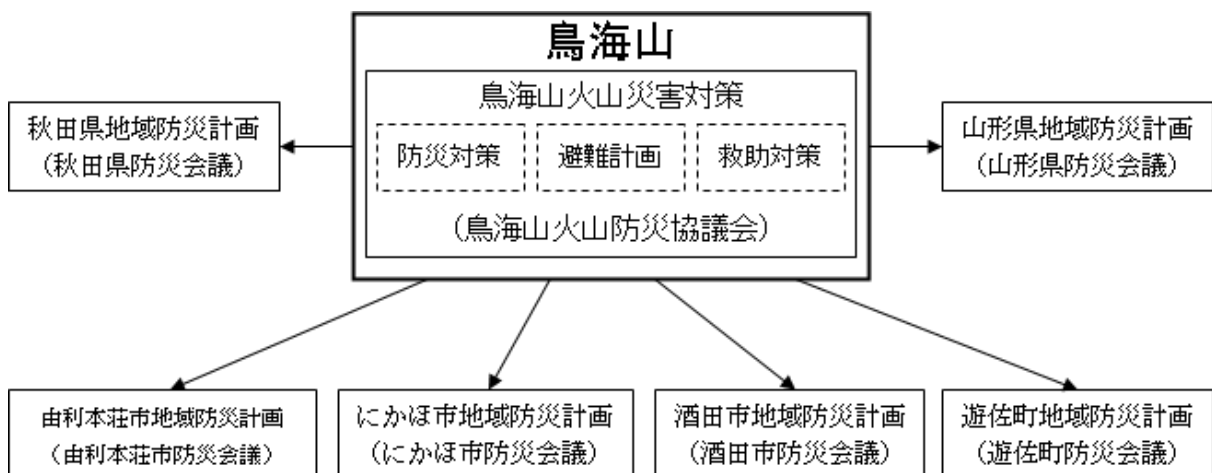 鳥海山
鳥海山火山災害対策
防災対策
避難計画
救助対策
(鳥海山火山防災協議会)
秋田県地域防災計画
(秋田県防災会議)
山形県地域防災計画
(山形県防災会議)
由利本荘市地域防災計画
(由利本荘市防災会議)
にかほ市地域防災計画
(にかほ市防災会議)
酒田市地域防災計画
(酒田市防災会議)
遊佐町地域防災計画
(遊佐町防災会議)